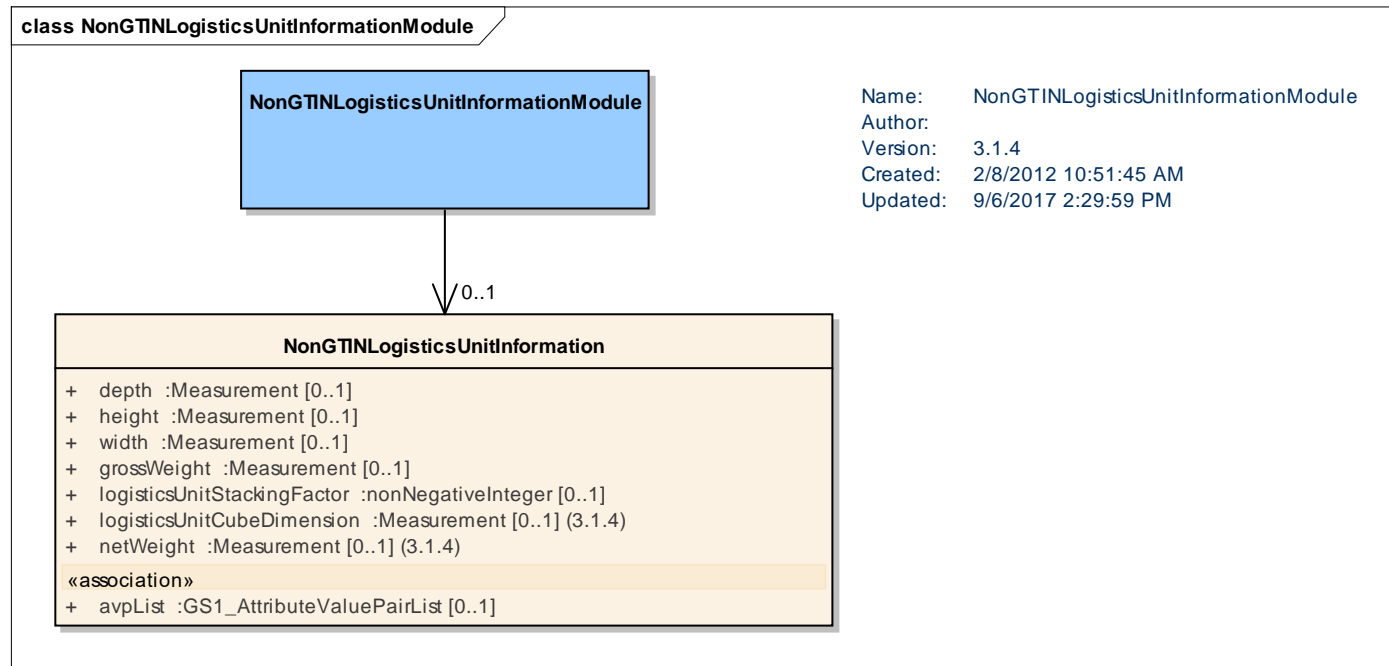 class NonGTINLogisticsUnitInformationModule
NonGTINLogisticsUnitInformationModule
Name: NonGTINLogisticsUnitInformationModule
Author:
Version: 3.1.4
Created: 2/8/2012 10:51:45 AM
Updated: 9/6/2017 2:29:59 PM
0..1
NonGTINLogisticsUnitInformation
+ depth :Measurement [0..1]
+ height :Measurement [0..1]
+ width :Measurement [0..1]
+ grossWeight :Measurement [0..1]
+ logisticsUnitStackingFactor :nonNegativeInteger [0..1]
+ logisticsUnitCubeDimension :Measurement [0..1] (3.1.4)
+ netWeight :Measurement [0..1] (3.1.4)
«association»
+ avpList :GS1_AttributeValuePairList [0..1]